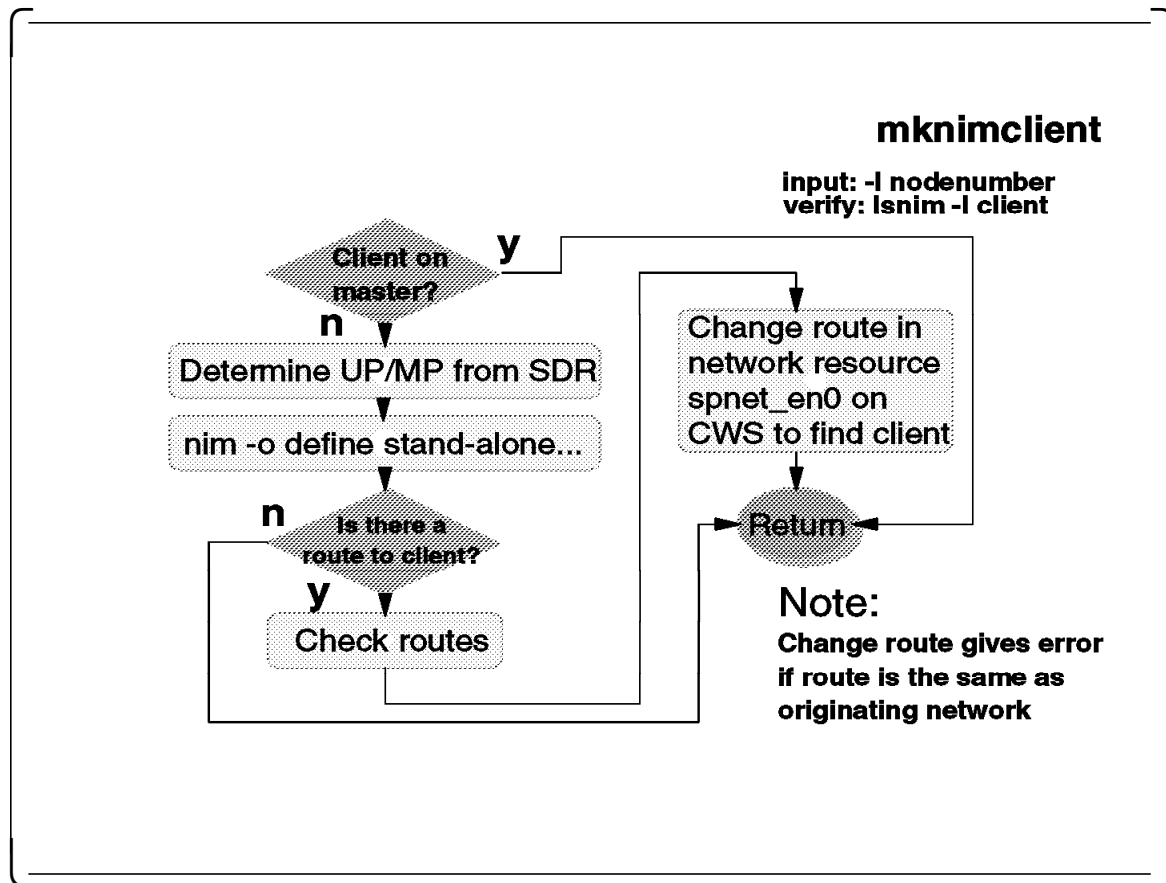 mknimclient
input: -l nodenumber
verify: lsnim -l client
Client on
master?
y
n
Determine UP/MP from SDR
nim -o define stand-alone...
Is there a
route to client?
n
y
Check routes
Change route in
network resource
spnet_en0 on
CWS to find client
Return
Note:
Change route gives error
if route is the same as
originating network